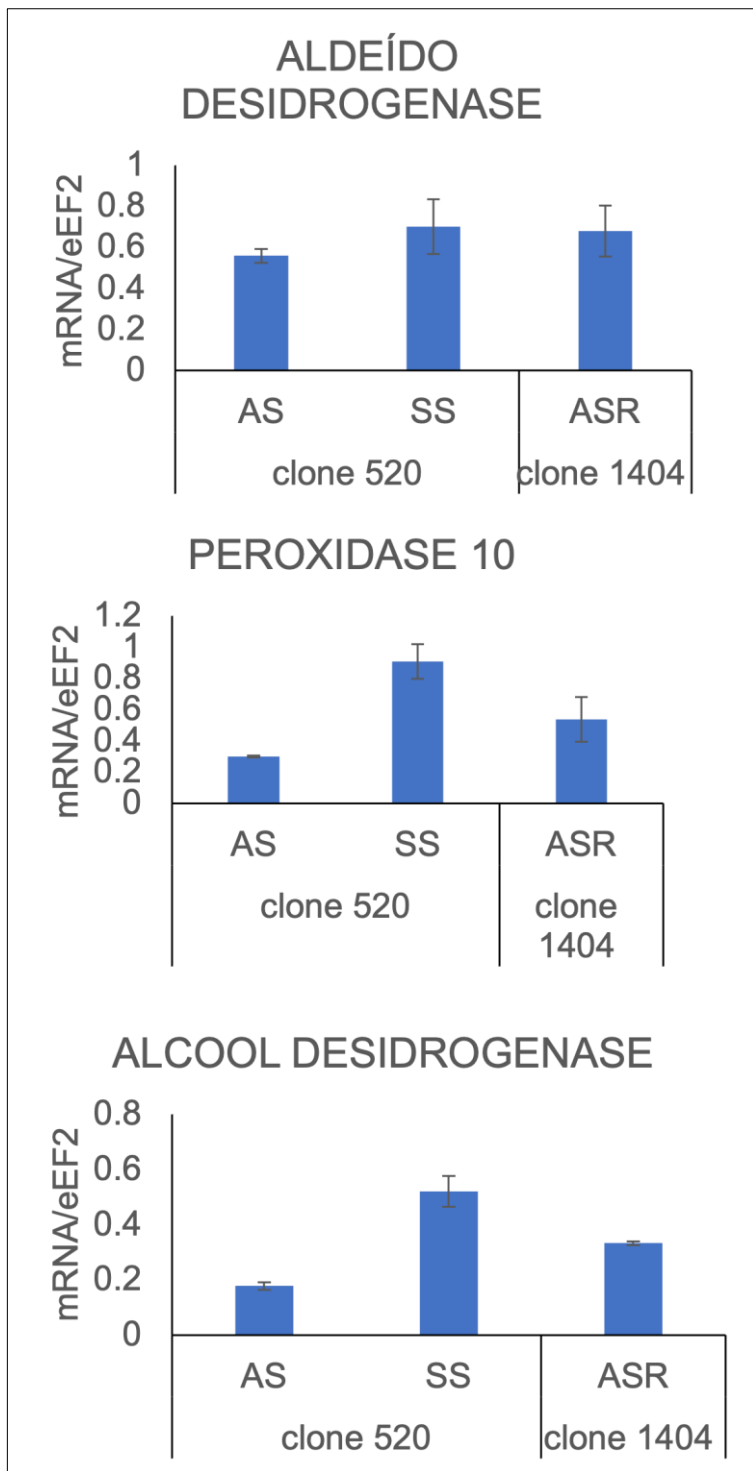 ALDEÍDO
DESIDROGENASE
mRNA/eEF2
1
0.8
0.6
0.4
0.2
0
AS SS ASR
clone 520 clone 1404
PEROXIDASE 10
mRNA/eEF2
1.2
1
0.8
0.6
0.4
0.2
0
AS SS ASR
clone 520 clone
1404
ALCOOL DESIDROGENASE
mRNA/eEF2
0.8
0.6
0.4
0.2
0
AS SS ASR
clone 520 clone 1404